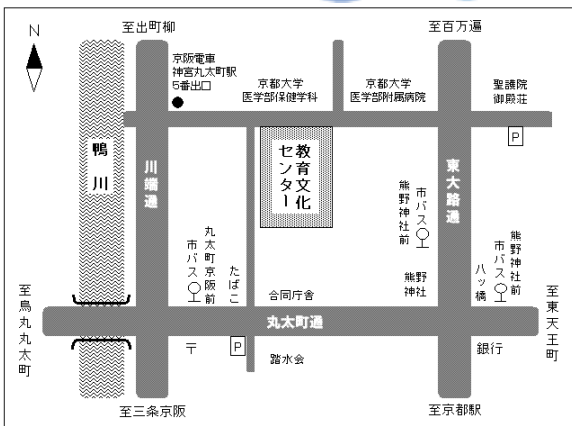 至出町柳
至百万遍
N
京阪電車
神宮丸太町駅
5番出口
京都大学
医学部保健学科
京都大学
医学部附属病院
聖護院
御殿荘
P
鴨川
川端通
教育文化
センター
東大路通
市バス
熊野神社前
丸太町京阪前
市バス
たばこ
合同庁舎
熊野神社
八ッ橋
熊野神社前
市バス
至烏丸丸太町
丸太町通
至東天王町
〒
P
踏水会
銀行
至三条京阪
至京都駅